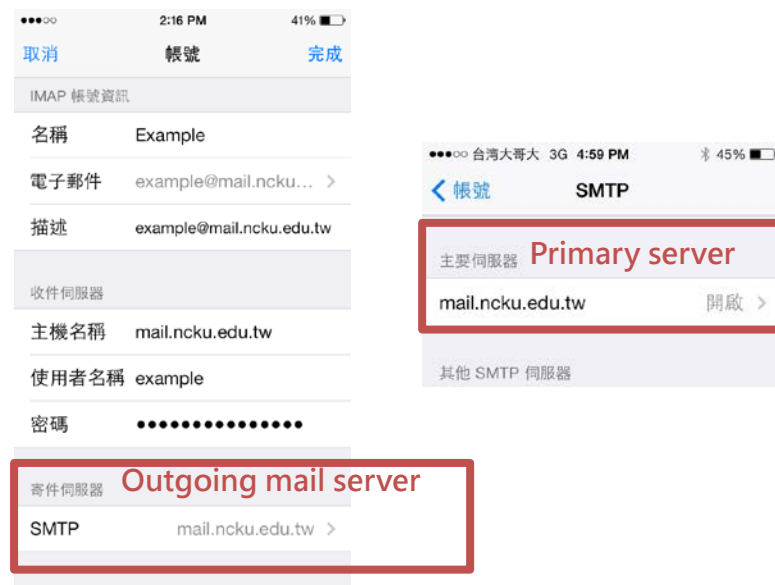 2:16 PM 41%
取消 帳號 完成
IMAP 帳號資訊
名稱 Example
電子郵件 example@mail.ncku... >
描述 example@mail.ncku.edu.tw
收件伺服器
主機名稱 mail.ncku.edu.tw
使用者名稱 example
密碼 ●●●●●●●●●●●●●●●
寄件伺服器 Outgoing mail server
SMTP mail.ncku.edu.tw >
台湾大哥大 3G 4:59 PM 45%
帳號 SMTP
主要伺服器 Primary server
mail.ncku.edu.tw 開啟 >
其他 SMTP 伺服器